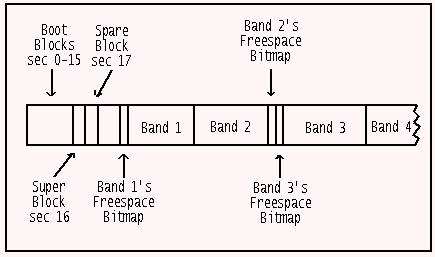 Boot
Blocks
sec 0-15
Spare
Block
sec 17
Band 2's
Freespace
Bitmap
Band 1
Band 2
Band 3
Band 4
Super
Block
sec 16
Band 1's
Freespace
Bitmap
Band 3's
Freespace
Bitmap